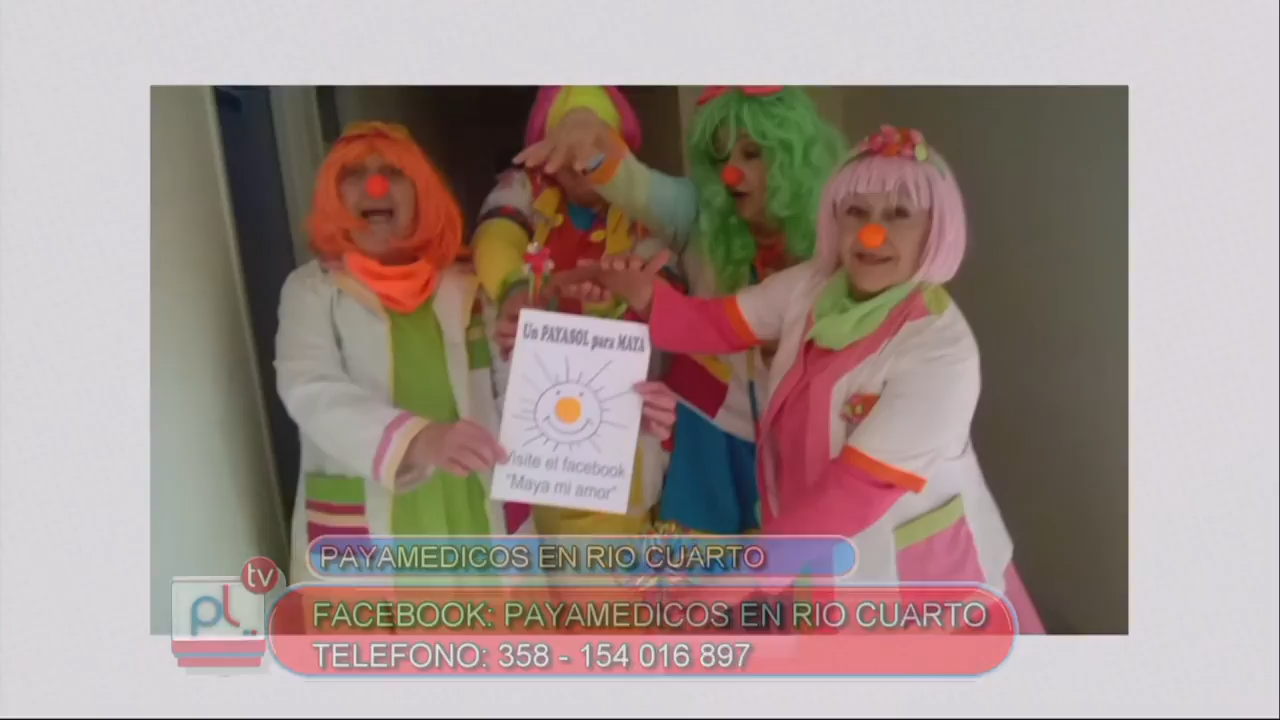 Un PAYASOL para MAYA
Visite el facebook
"Maya mi amor"
PAYAMEDICOS EN RIO CUARTO
tv
pl..
FACEBOOK: PAYAMEDICOS EN RIO CUARTO
TELEFONO: 358 - 154 016 897